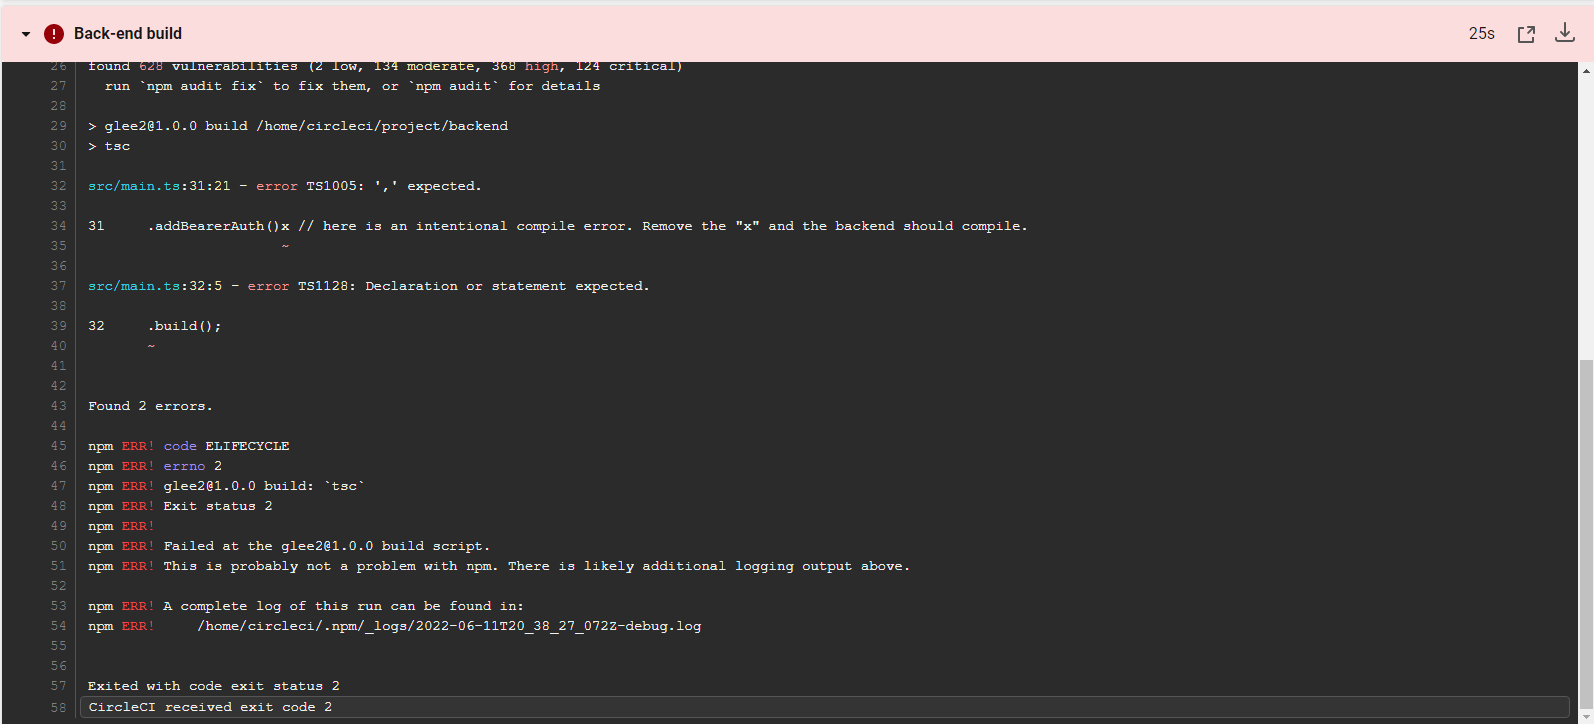 Back-end build 25s
26 found 628 vulnerabilities (2 low, 134 moderate, 368 high, 124 critical)
27 run `npm audit fix` to fix them, or `npm audit` for details
28
29 > glee2@1.0.0 build /home/circleci/project/backend
30 > tsc
31
32 src/main.ts:31:21 - error TS1005: ',' expected.
33
34 31 .addBearerAuth()x // here is an intentional compile error. Remove the "x" and the backend should compile.
35 ~
36
37 src/main.ts:32:5 - error TS1128: Declaration or statement expected.
38
39 32 .build();
40 ~
41
42
43 Found 2 errors.
44
45 npm ERR! code ELIFECYCLE
46 npm ERR! errno 2
47 npm ERR! glee2@1.0.0 build: `tsc`
48 npm ERR! Exit status 2
49 npm ERR!
50 npm ERR! Failed at the glee2@1.0.0 build script.
51 npm ERR! This is probably not a problem with npm. There is likely additional logging output above.
52
53 npm ERR! A complete log of this run can be found in:
54 npm ERR! /home/circleci/.npm/_logs/2022-06-11T20_38_27_072Z-debug.log
55
56
57 Exited with code exit status 2
58 CircleCI received exit code 2